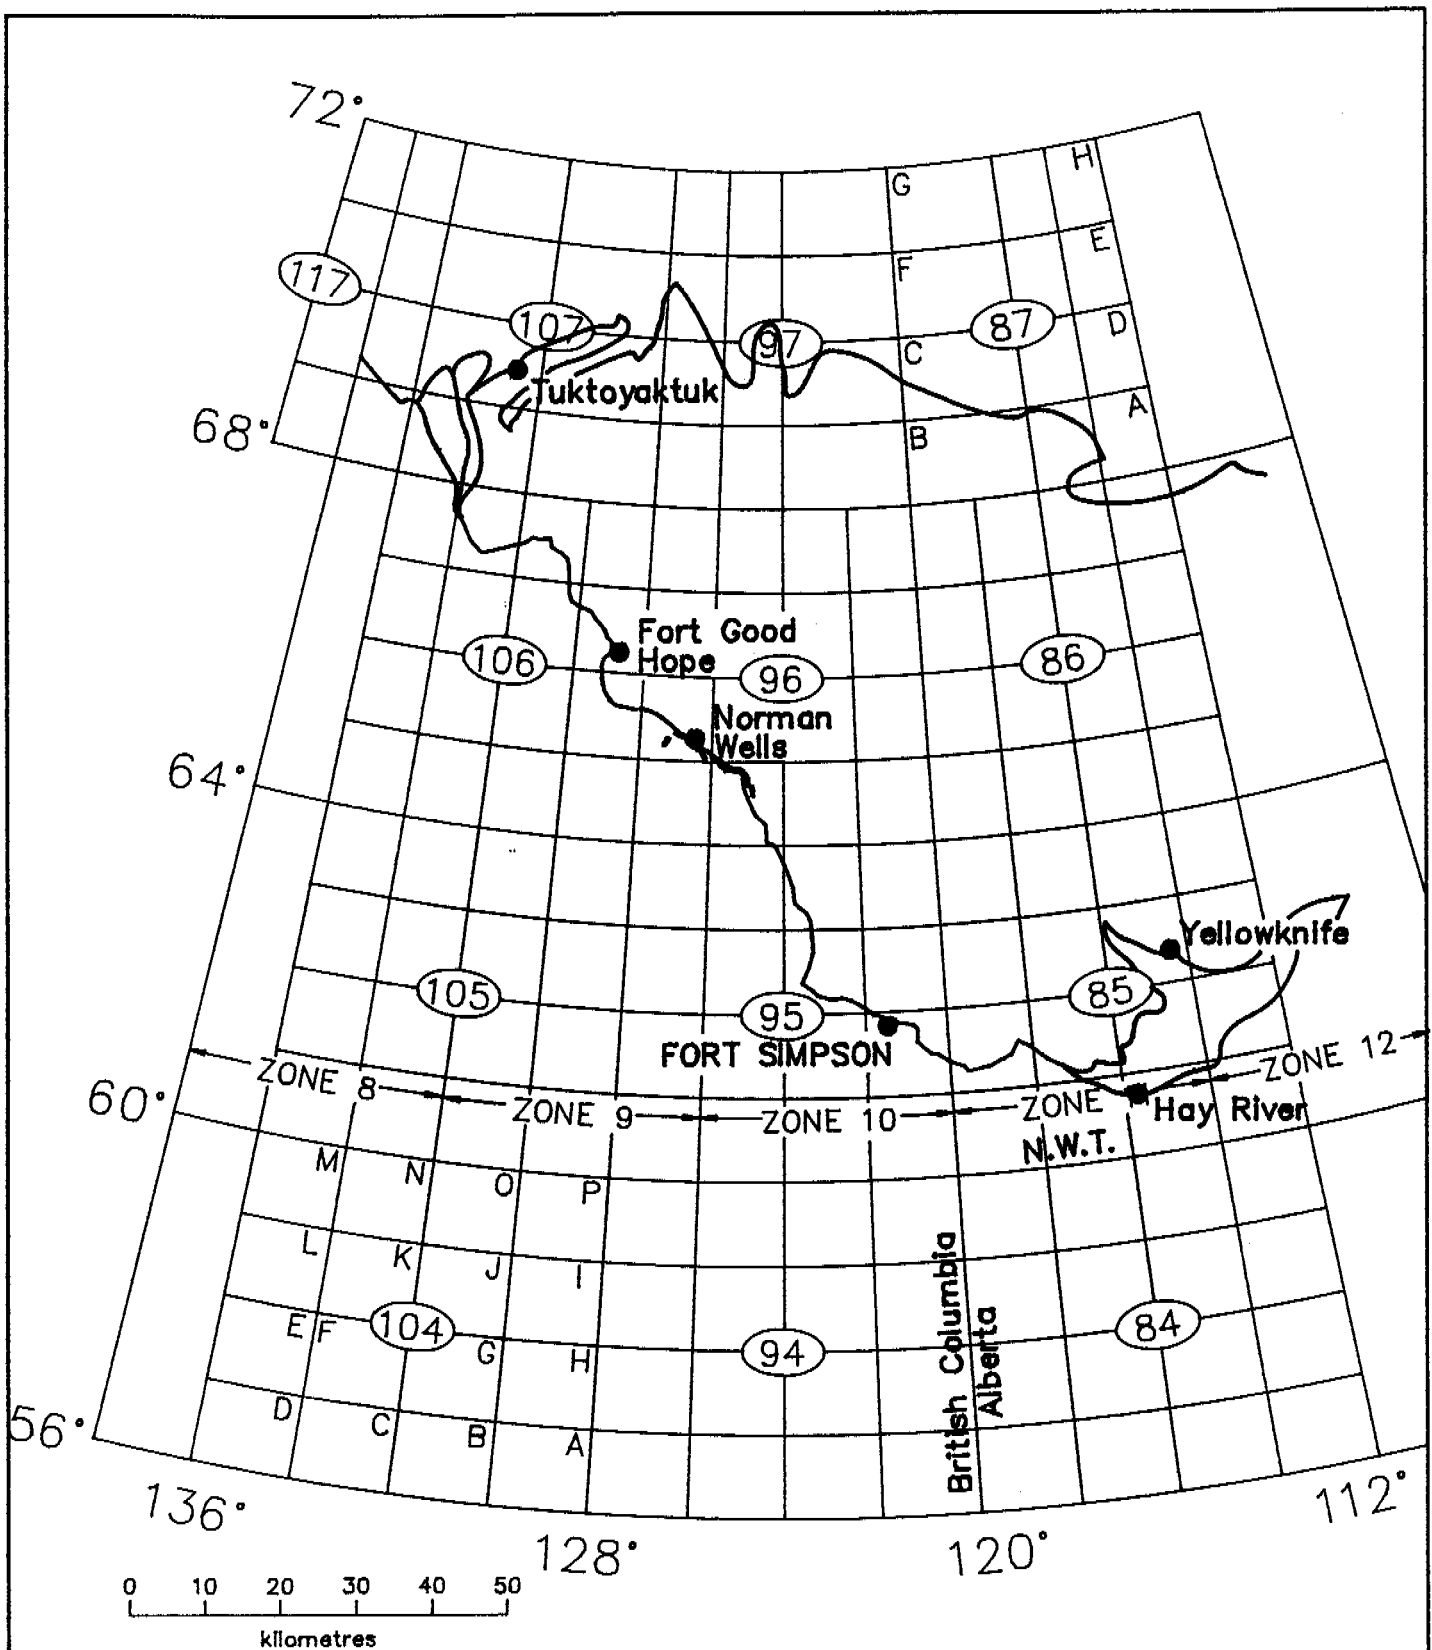 72°
H
G
E
117
F
107
87
D
97
C
Tuktoyaktuk
A
68°
B
Fort Good
Hope
106
96
86
Norman
Wells
64°
Yellowknife
105
85
95
FORT SIMPSON
ZONE 8
ZONE 12
60°
ZONE 9
ZONE 10
ZONE
Hay River
N.W.T.
M
N
O
P
L
K
J
I
British Columbia
Alberta
E
F
104
G
H
94
84
D
C
B
A
56°
136°
128°
120°
112°
0 10 20 30 40 50
kilometres